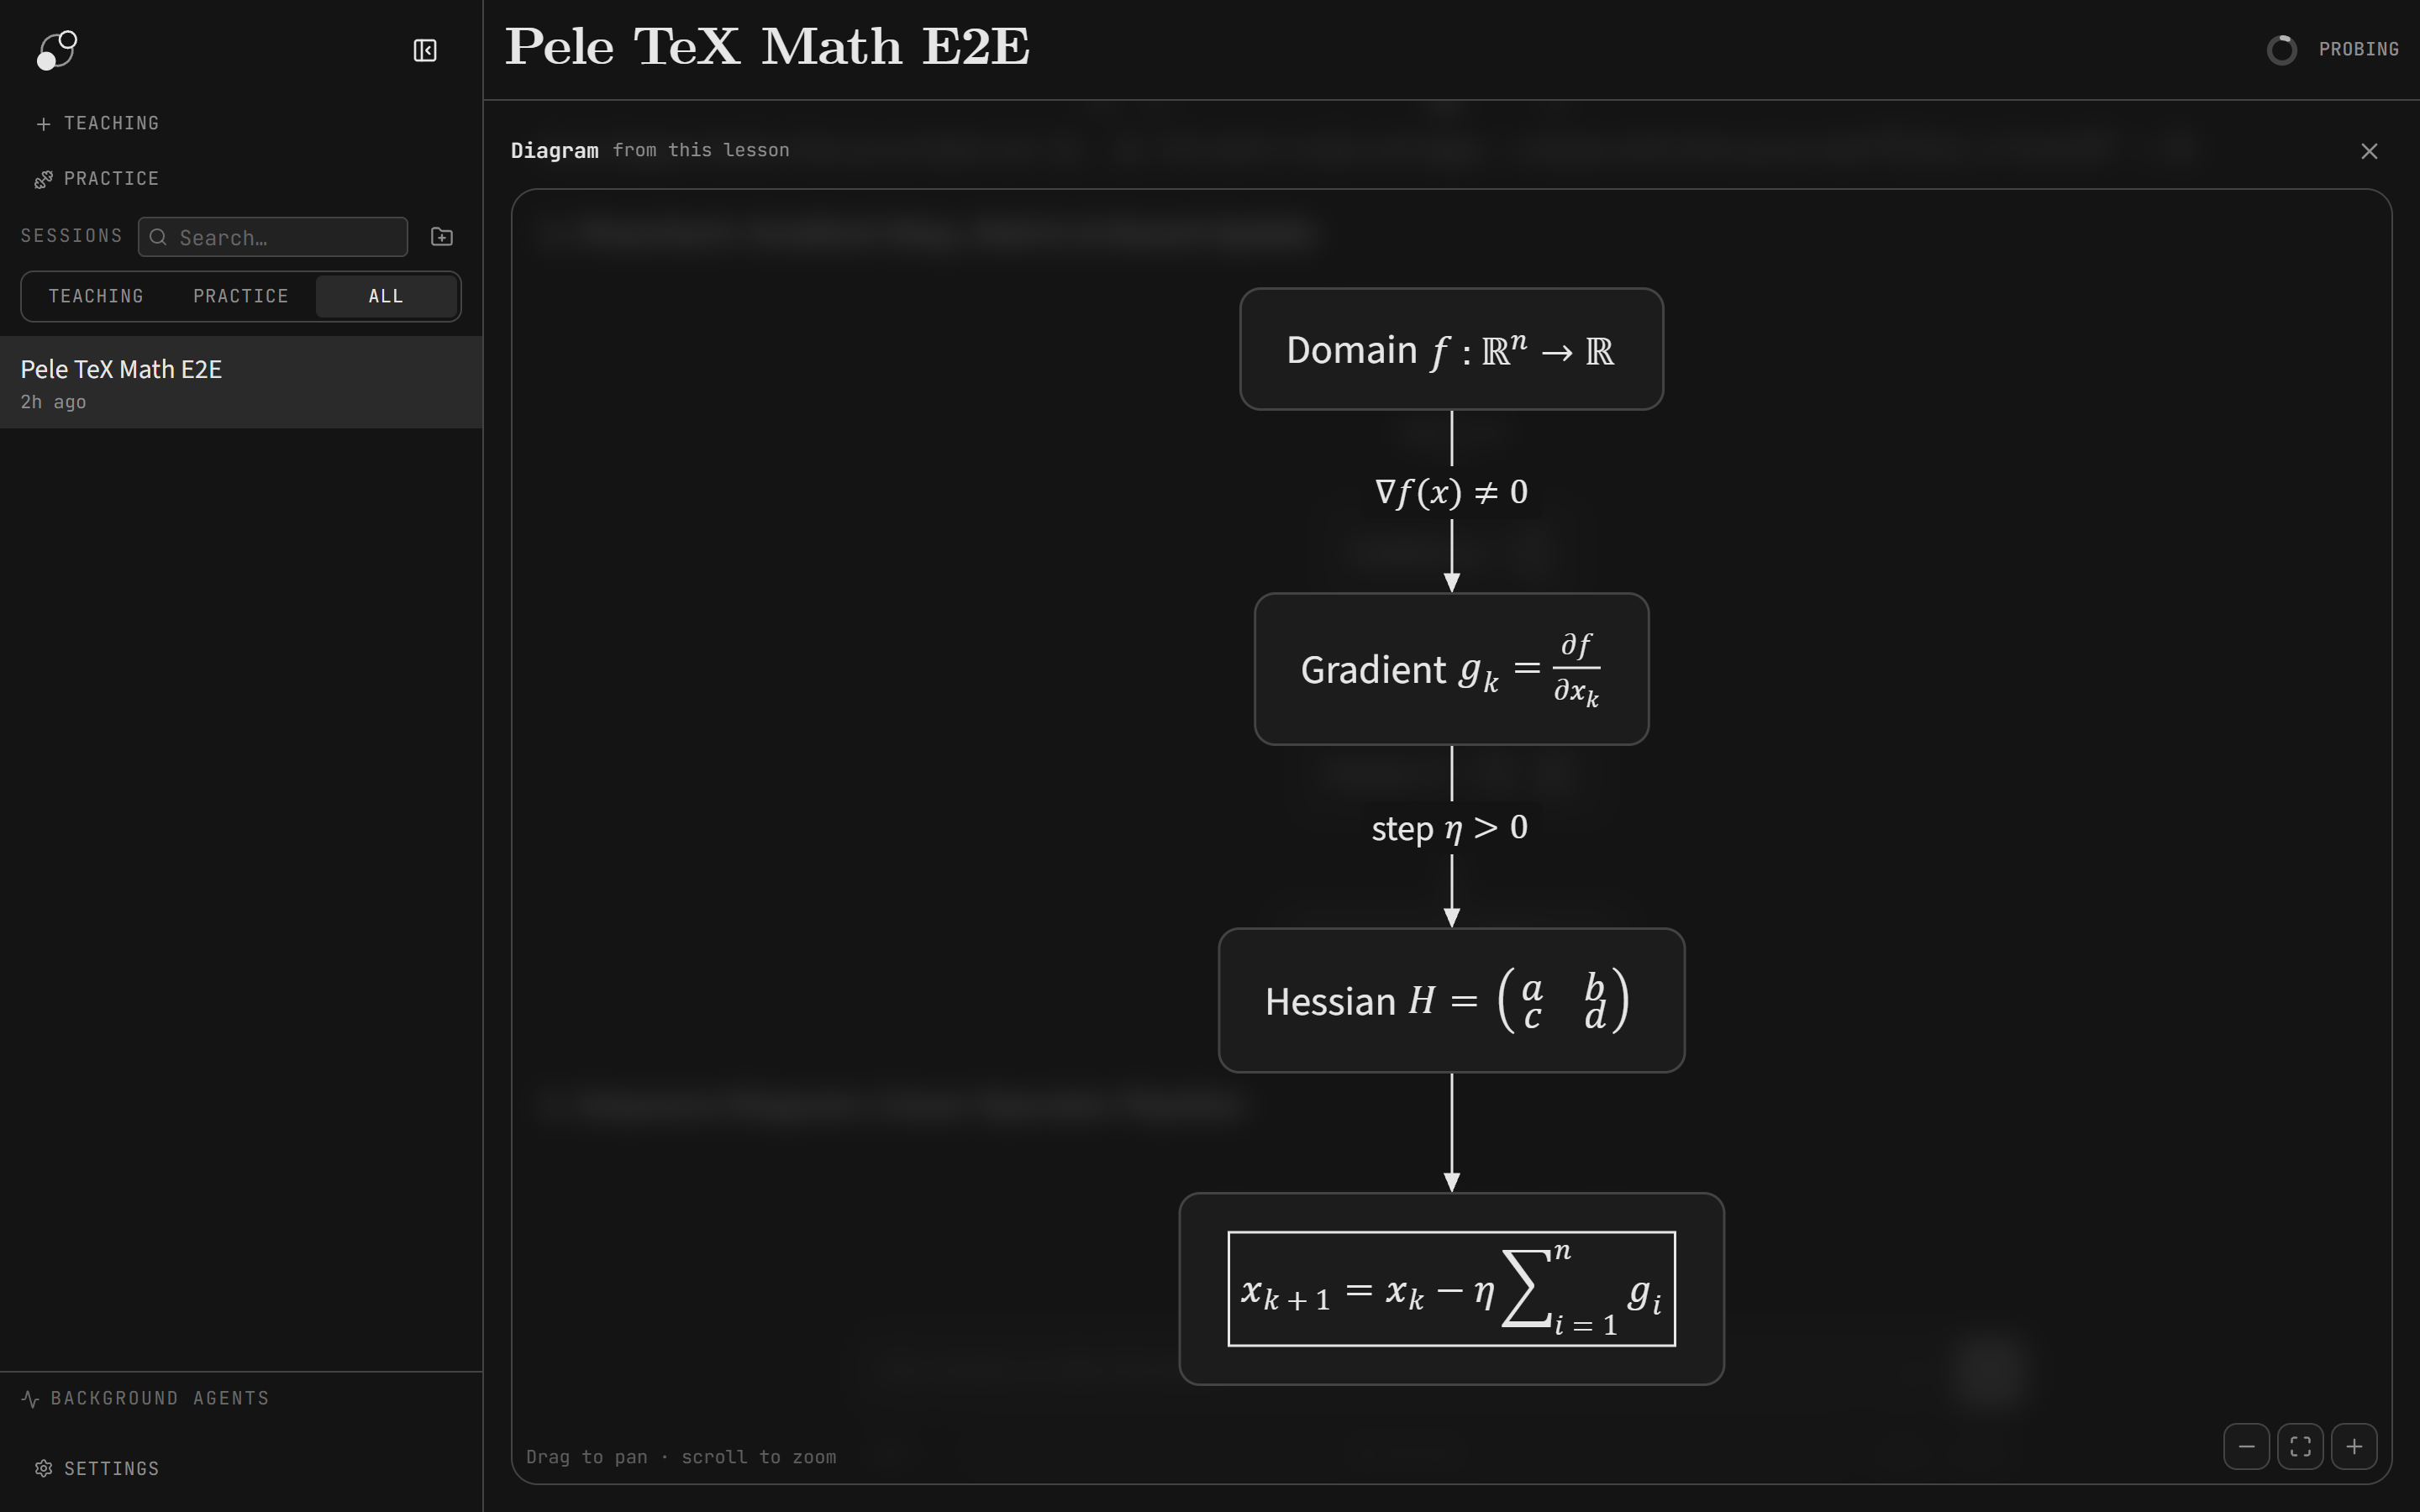 Pele TeX Math E2E
PROBING
TEACHING
PRACTICE
SESSIONS
Search…
TEACHING PRACTICE ALL
Pele TeX Math E2E
2h ago
BACKGROUND AGENTS
SETTINGS
Diagram from this lesson
Domain f : ℝⁿ → ℝ
∇f(x) ≠ 0
Gradient g_k = ∂f/∂x_k
step η > 0
Hessian H = (a b
c d)
x_{k + 1} = x_k − η ∑_{i = 1}^n g_i
Drag to pan · scroll to zoom